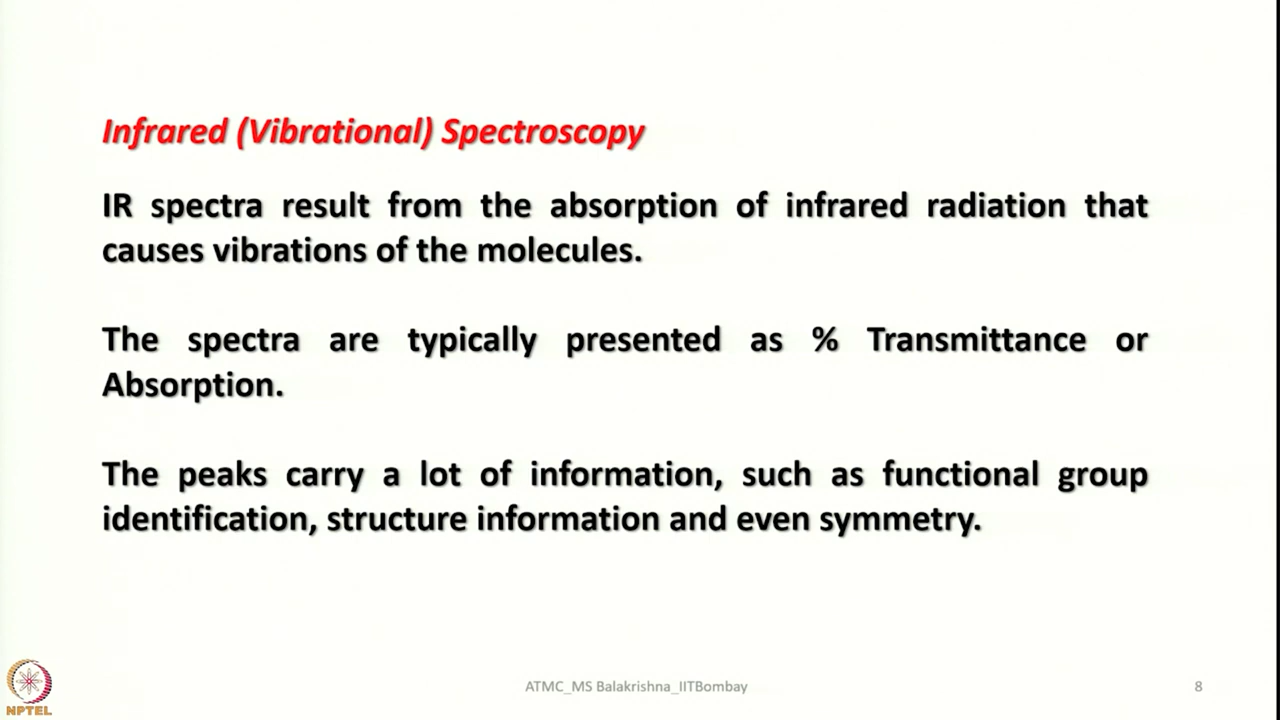 Infrared (Vibrational) Spectroscopy
IR spectra result from the absorption of infrared radiation that
causes vibrations of the molecules.
The spectra are typically presented as % Transmittance or
Absorption.
The peaks carry a lot of information, such as functional group
identification, structure information and even symmetry.
NPTEL
ATMC_MS Balakrishna_IITBombay
8